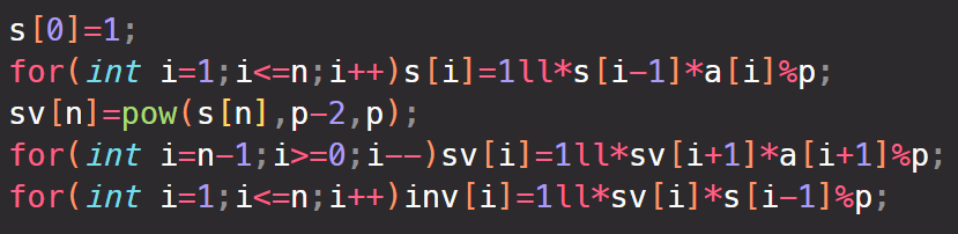 s[0]=1;
for(int i=1;i<=n;i++)s[i]=1ll*s[i-1]*a[i]%p;
sv[n]=pow(s[n],p-2,p);
for(int i=n-1;i>=0;i--)sv[i]=1ll*sv[i+1]*a[i+1]%p;
for(int i=1;i<=n;i++)inv[i]=1ll*sv[i]*s[i-1]%p;